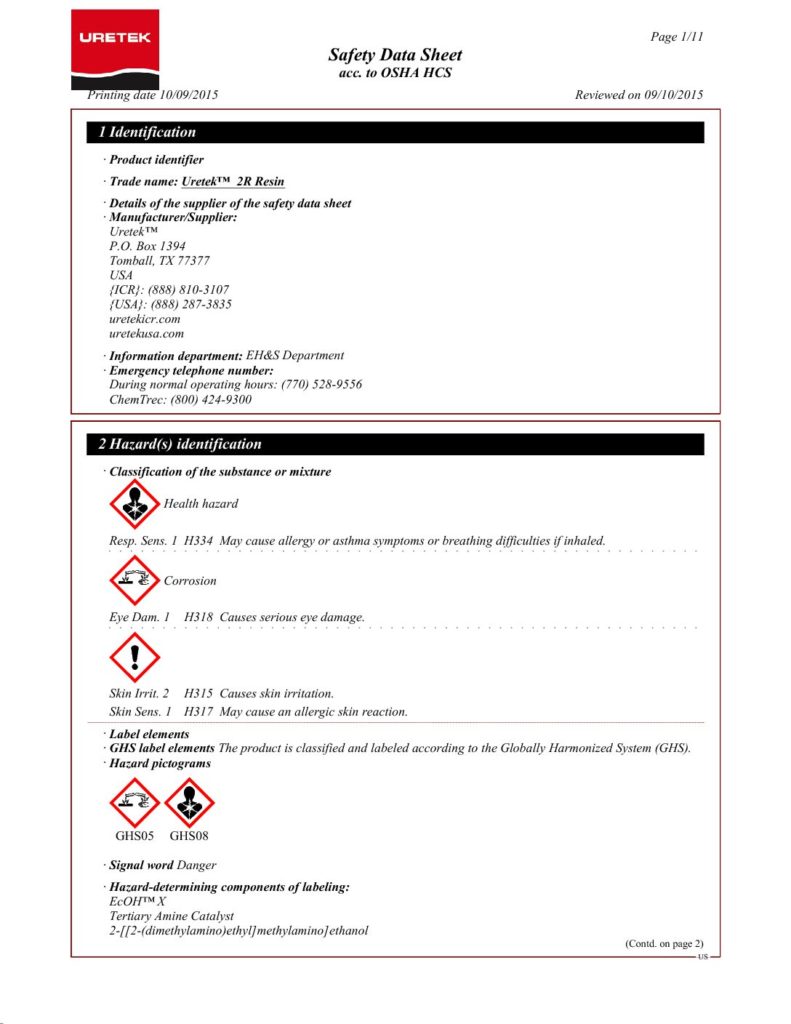 URETEK
Page 1/11
Safety Data Sheet
acc. to OSHA HCS
Printing date 10/09/2015
Reviewed on 09/10/2015
1 Identification
· Product identifier
· Trade name: Uretek™ 2R Resin
· Details of the supplier of the safety data sheet
· Manufacturer/Supplier:
Uretek™
P.O. Box 1394
Tomball, TX 77377
USA
{ICR}: (888) 810-3107
{USA}: (888) 287-3835
uretekicr.com
uretekusa.com
· Information department: EH&S Department
· Emergency telephone number:
During normal operating hours: (770) 528-9556
ChemTrec: (800) 424-9300
2 Hazard(s) identification
· Classification of the substance or mixture
Health hazard
Resp. Sens. 1 H334 May cause allergy or asthma symptoms or breathing difficulties if inhaled.
Corrosion
Eye Dam. 1 H318 Causes serious eye damage.
Skin Irrit. 2 H315 Causes skin irritation.
Skin Sens. 1 H317 May cause an allergic skin reaction.
· Label elements
· GHS label elements The product is classified and labeled according to the Globally Harmonized System (GHS).
· Hazard pictograms
GHS05 GHS08
· Signal word Danger
· Hazard-determining components of labeling:
EcOH™ X
Tertiary Amine Catalyst
2-[[2-(dimethylamino)ethyl]methylamino]ethanol
(Contd. on page 2)
US